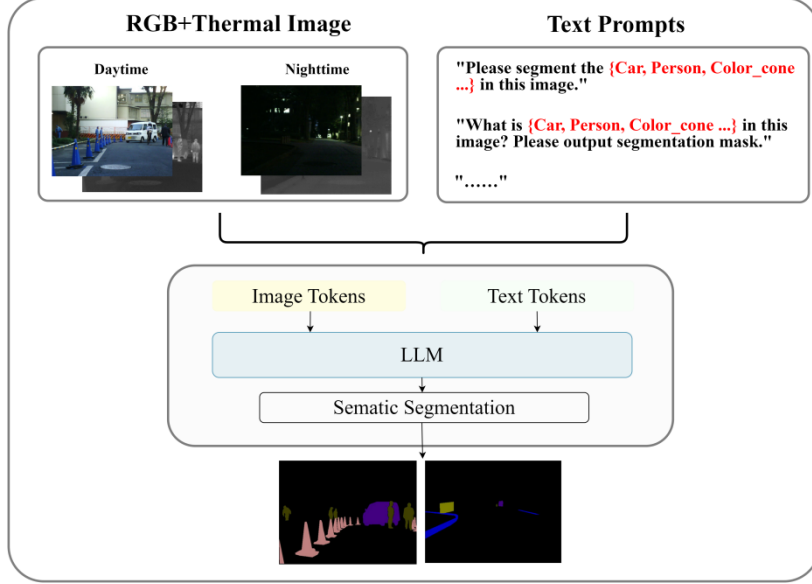 RGB+Thermal Image
Daytime
Nighttime
Text Prompts
"Please segment the {Car, Person, Color_cone
...} in this image."
"What is {Car, Person, Color_cone ...} in this
image? Please output segmentation mask."
"......"
Image Tokens
Text Tokens
LLM
Sematic Segmentation